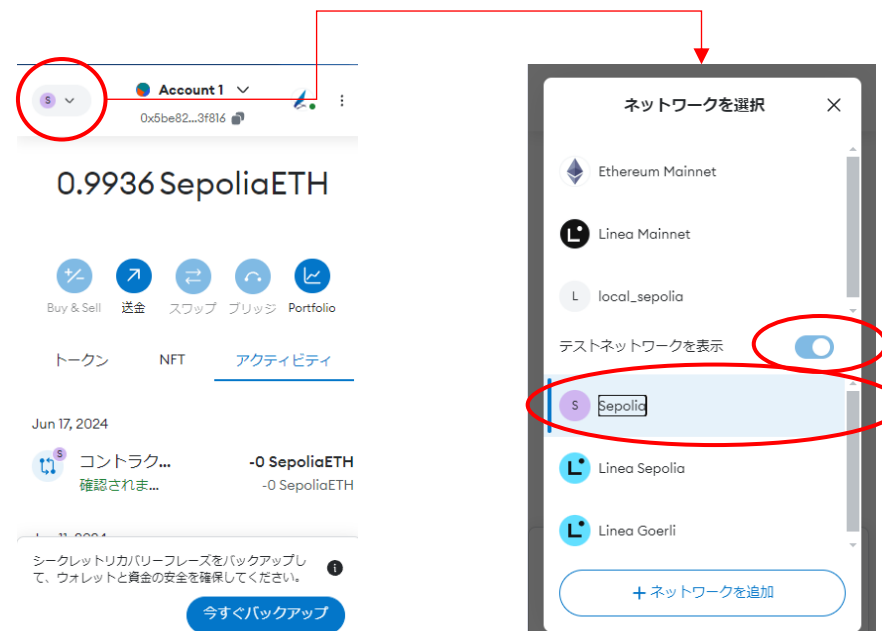 S
Account 1
0x5be82...3f816
0.9936 SepoliaETH
Buy & Sell 送金 スワップ ブリッジ Portfolio
トークン NFT アクティビティ
Jun 17, 2024
S
コントラク... -0 SepoliaETH
確認されま... -0 SepoliaETH
シークレットリカバリーフレーズをバックアップし
て、ウォレットと資金の安全を確保してください。
今すぐバックアップ
ネットワークを選択
Ethereum Mainnet
Linea Mainnet
L local_sepolia
テストネットワークを表示
S Sepolia
Linea Sepolia
Linea Goerli
+ ネットワークを追加